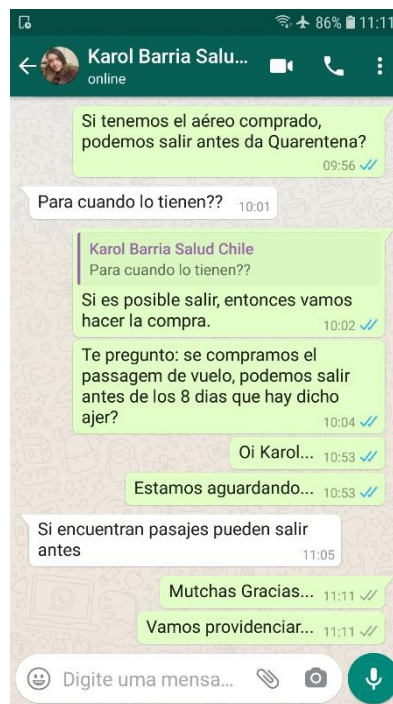 86% 11:11
Karol Barria Salu...
online
Si tenemos el aéreo comprado,
podemos salir antes da Quarentena?
09:56
Para cuando lo tienen?? 10:01
Karol Barria Salud Chile
Para cuando lo tienen??
Si es posible salir, entonces vamos
hacer la compra. 10:02
Te pregunto: se compramos el
passagem de vuelo, podemos salir
antes de los 8 dias que hay dicho
ajer? 10:04
Oi Karol... 10:53
Estamos aguardando... 10:53
Si encuentran pasajes pueden salir
antes 11:05
Mutchas Gracias... 11:11
Vamos providenciar... 11:11
Digite uma mensa...